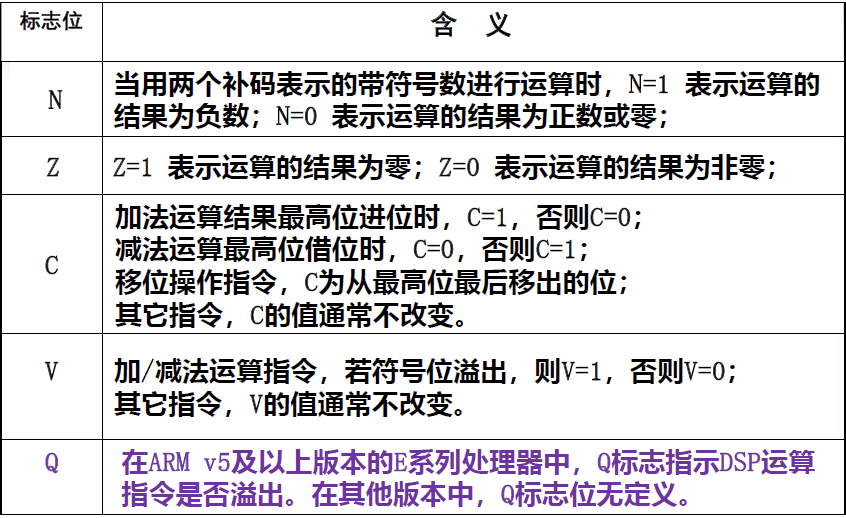 标志位 含 义
N 当用两个补码表示的带符号数进行运算时，N=1 表示运算的
结果为负数；N=0 表示运算的结果为正数或零；
Z Z=1 表示运算的结果为零；Z=0 表示运算的结果为非零；
加法运算结果最高位进位时，C=1，否则C=0；
减法运算最高位借位时，C=0，否则C=1；
C 移位操作指令，C为从最高位最后移出的位；
其它指令，C的值通常不改变。
V 加/减法运算指令，若符号位溢出，则V=1，否则V=0；
其它指令，V的值通常不改变。
Q 在ARM v5及以上版本的E系列处理器中，Q标志指示DSP运算
指令是否溢出。在其他版本中，Q标志位无定义。